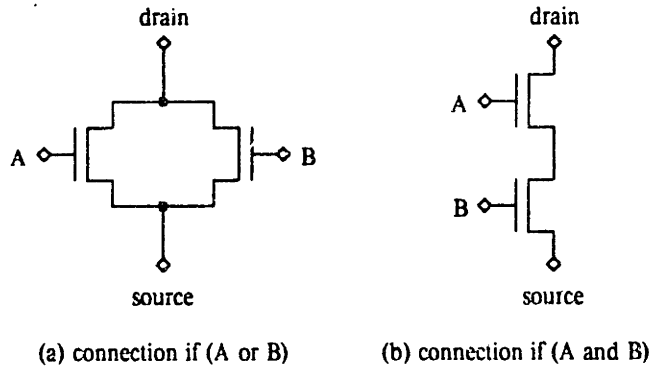 drain
A
B
source
(a) connection if (A or B)
drain
A
B
source
(b) connection if (A and B)